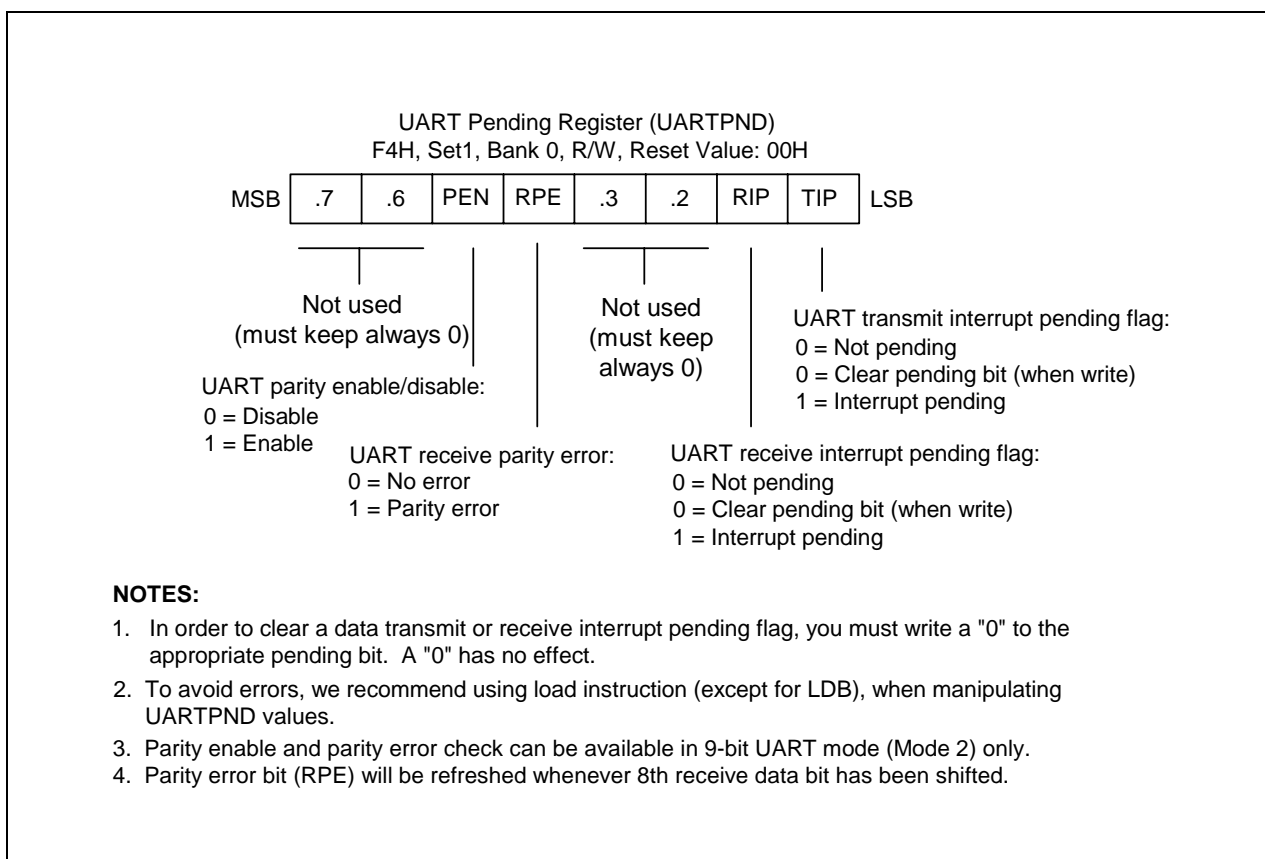 UART Pending Register (UARTPND)
F4H, Set1, Bank 0, R/W, Reset Value: 00H
MSB .7 .6 PEN RPE .3 .2 RIP TIP LSB
Not used
(must keep always 0)
Not used
(must keep
always 0)
UART transmit interrupt pending flag:
0 = Not pending
0 = Clear pending bit (when write)
1 = Interrupt pending
UART parity enable/disable:
0 = Disable
1 = Enable
UART receive parity error:
0 = No error
1 = Parity error
UART receive interrupt pending flag:
0 = Not pending
0 = Clear pending bit (when write)
1 = Interrupt pending
NOTES:
1. In order to clear a data transmit or receive interrupt pending flag, you must write a "0" to the
appropriate pending bit. A "0" has no effect.
2. To avoid errors, we recommend using load instruction (except for LDB), when manipulating
UARTPND values.
3. Parity enable and parity error check can be available in 9-bit UART mode (Mode 2) only.
4. Parity error bit (RPE) will be refreshed whenever 8th receive data bit has been shifted.